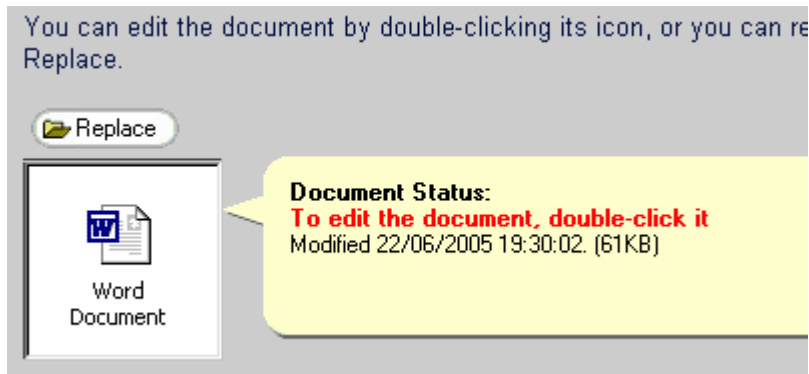 You can edit the document by double-clicking its icon, or you can re
Replace.
Replace
Document Status:
To edit the document, double-click it
Modified 22/06/2005 19:30:02. (61KB)
Word
Document